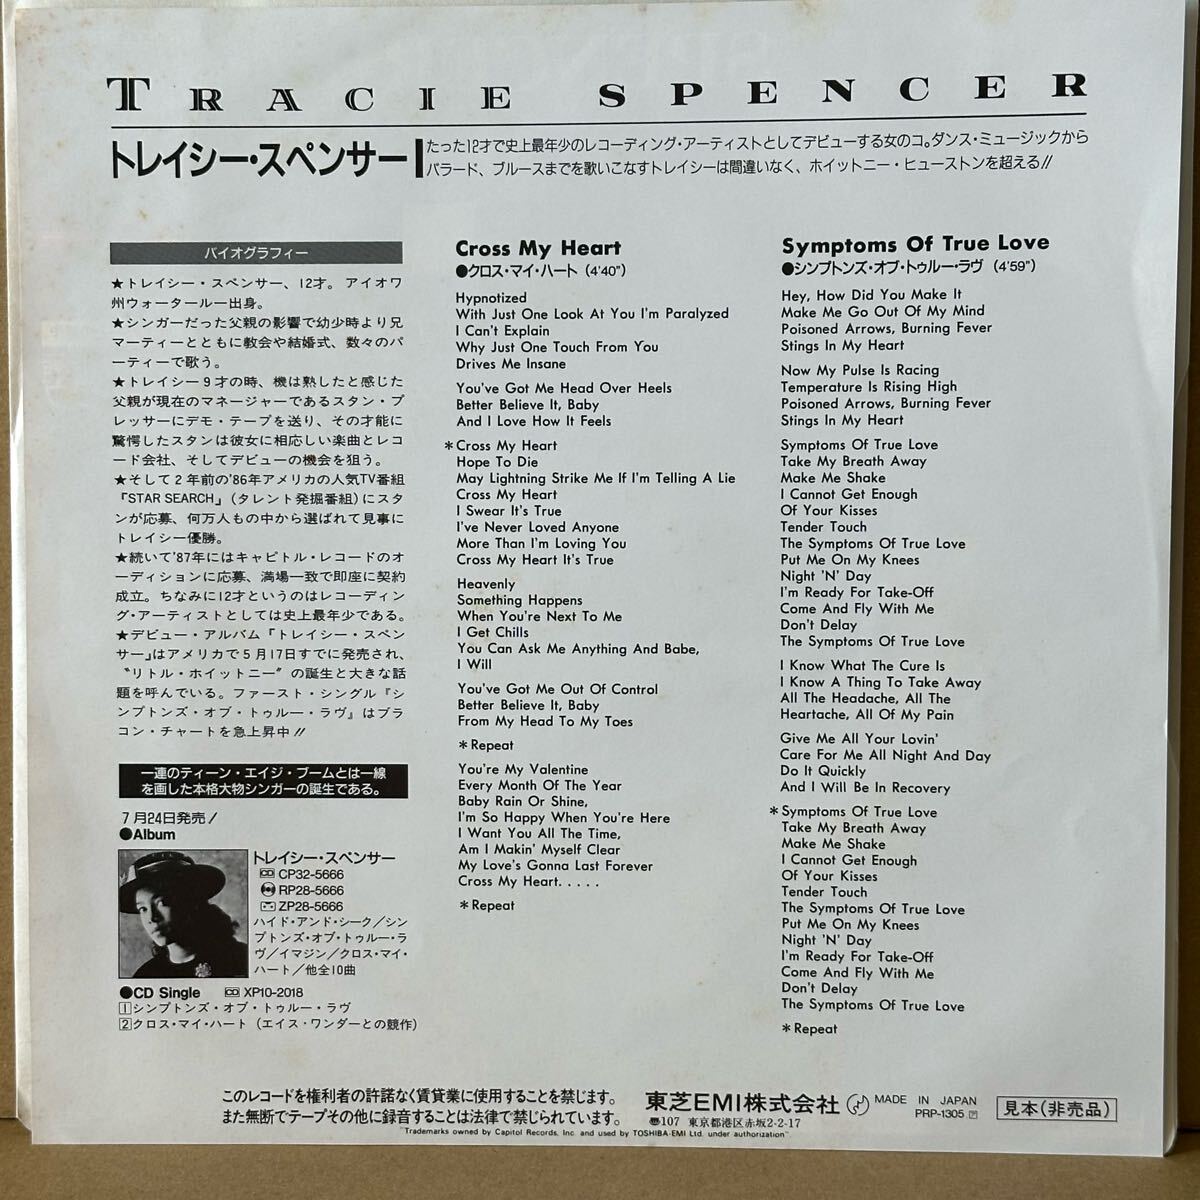 TRACIE SPENCER
トレイシー・スペンサー
たった12才で史上最年少のレコーディング・アーティストとしてデビューする女のコ。ダンス・ミュージックから
バラード、ブルースまでを歌いこなすトレイシーは間違いなく、ホイットニー・ヒューストンを超える!!
バイオグラフィー
★トレイシー・スペンサー、12才。アイオワ
州ウォータールー出身。
★シンガーだった父親の影響で幼少時より兄
マーティーとともに教会や結婚式、数々のパ
ーティーで歌う。
★トレイシー9才の時、機は熟したと感じた
父親が現在のマネージャーであるスタン・プ
レッサーにデモ・テープを送り、その才能に
驚愕したスタンは彼女に相応しい楽曲とレコ
ード会社、そしてデビューの機会を狙う。
★そして2年前の'86年アメリカの人気TV番組
『STAR SEARCH』(タレント発掘番組)にスタ
ンが応募、何万人もの中から選ばれて見事に
トレイシー優勝。
★続いて'87年にはキャピトル・レコードのオ
ーディションに応募、満場一致で即座に契約
成立。ちなみに12才というのはレコーディン
グ・アーティストとしては史上最年少である。
★デビュー・アルバム『トレイシー・スペン
サー』はアメリカで5月17日すでに発売され、
〝リトル・ホイットニー〟の誕生と大きな話
題を呼んでいる。ファースト・シングル『シ
ンプトンズ・オブ・トゥルー・ラヴ』はブラ
コン・チャートを急上昇中!!
一連のティーン・エイジ・ブームとは一線
を画した本格大物シンガーの誕生である。
7月24日発売!
●Album
トレイシー・スペンサー
CP32-5666
RP28-5666
ZP28-5666
ハイド・アンド・シーク/シン
プトンズ・オブ・トゥルー・ラ
ヴ/イマジン/クロス・マイ・
ハート/他全10曲
●CD Single XP10-2018
1シンプトンズ・オブ・トゥルー・ラヴ
2クロス・マイ・ハート(エイス・ワンダーとの競作)
Cross My Heart
●クロス・マイ・ハート(4'40")
Hypnotized
With Just One Look At You I'm Paralyzed
I Can't Explain
Why Just One Touch From You
Drives Me Insane
You've Got Me Head Over Heels
Better Believe It, Baby
And I Love How It Feels
*Cross My Heart
Hope To Die
May Lightning Strike Me If I'm Telling A Lie
Cross My Heart
I Swear It's True
I've Never Loved Anyone
More Than I'm Loving You
Cross My Heart It's True
Heavenly
Something Happens
When You're Next To Me
I Get Chills
You Can Ask Me Anything And Babe,
I Will
You've Got Me Out Of Control
Better Believe It, Baby
From My Head To My Toes
*Repeat
You're My Valentine
Every Month Of The Year
Baby Rain Or Shine,
I'm So Happy When You're Here
I Want You All The Time,
Am I Makin' Myself Clear
My Love's Gonna Last Forever
Cross My Heart.....
*Repeat
Symptoms Of True Love
●シンプトンズ・オブ・トゥルー・ラヴ(4'59")
Hey, How Did You Make It
Make Me Go Out Of My Mind
Poisoned Arrows, Burning Fever
Stings In My Heart
Now My Pulse Is Racing
Temperature Is Rising High
Poisoned Arrows, Burning Fever
Stings In My Heart
Symptoms Of True Love
Take My Breath Away
Make Me Shake
I Cannot Get Enough
Of Your Kisses
Tender Touch
The Symptoms Of True Love
Put Me On My Knees
Night 'N' Day
I'm Ready For Take-Off
Come And Fly With Me
Don't Delay
The Symptoms Of True Love
I Know What The Cure Is
I Know A Thing To Take Away
All The Headache, All The
Heartache, All Of My Pain
Give Me All Your Lovin'
Care For Me All Night And Day
Do It Quickly
And I Will Be In Recovery
*Symptoms Of True Love
Take My Breath Away
Make Me Shake
I Cannot Get Enough
Of Your Kisses
Tender Touch
The Symptoms Of True Love
Put Me On My Knees
Night 'N' Day
I'm Ready For Take-Off
Come And Fly With Me
Don't Delay
The Symptoms Of True Love
*Repeat
このレコードを権利者の許諾なく賃貸業に使用することを禁じます。
また無断でテープその他に録音することは法律で禁じられています。
東芝EMI株式会社
〒107 東京都港区赤坂2-2-17
MADE IN JAPAN
PRP-1305
見本(非売品)
"Trademarks owned by Capitol Records, Inc. and used by TOSHIBA-EMI Ltd. under authorization"